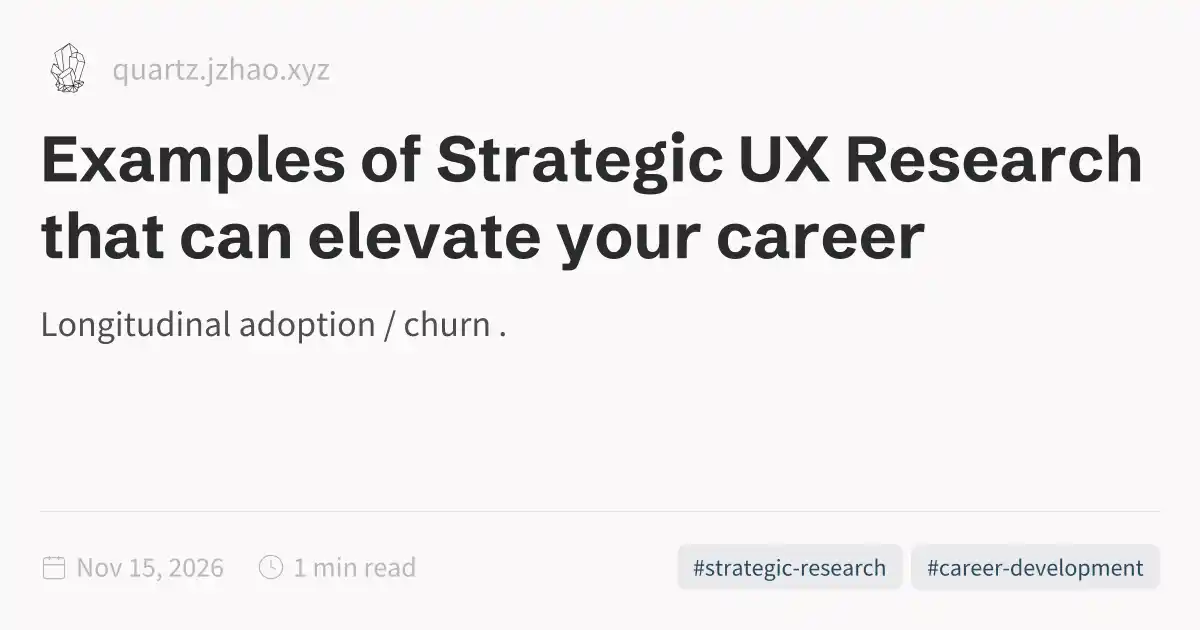 quartz.jzhao.xyz
Examples of Strategic UX Research
that can elevate your career
Longitudinal adoption / churn .
Nov 15, 2026
1 min read
#strategic-research
#career-development